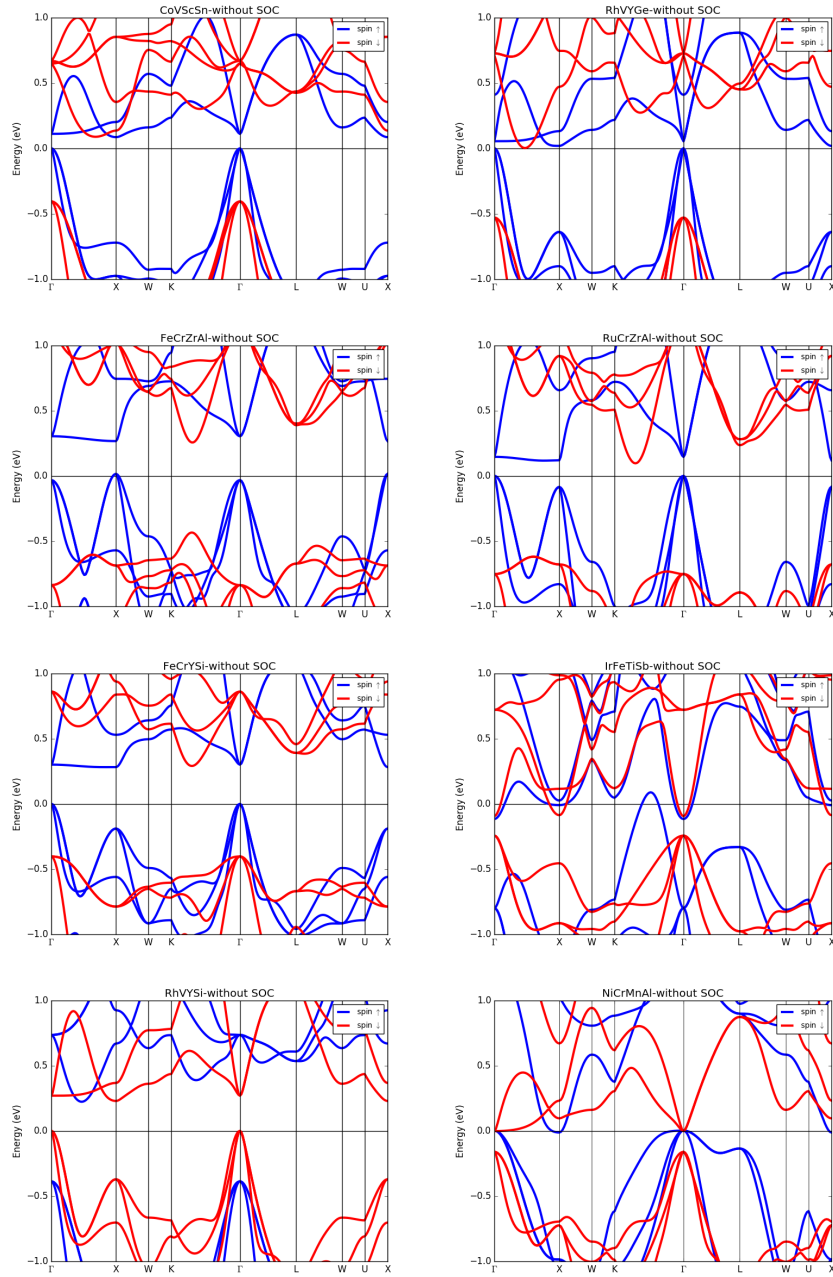 CoVScSn-without SOC
1.0
0.5
0.0
−0.5
−1.0
Energy (eV)
spin ↑
spin ↓
Γ X W K Γ L W U X
RhVYGe-without SOC
1.0
0.5
0.0
−0.5
−1.0
Energy (eV)
spin ↑
spin ↓
Γ X W K Γ L W U X
FeCrZrAl-without SOC
1.0
0.5
0.0
−0.5
−1.0
Energy (eV)
spin ↑
spin ↓
Γ X W K Γ L W U X
RuCrZrAl-without SOC
1.0
0.5
0.0
−0.5
−1.0
Energy (eV)
spin ↑
spin ↓
Γ X W K Γ L W U X
FeCrYSi-without SOC
1.0
0.5
0.0
−0.5
−1.0
Energy (eV)
spin ↑
spin ↓
Γ X W K Γ L W U X
IrFeTiSb-without SOC
1.0
0.5
0.0
−0.5
−1.0
Energy (eV)
spin ↑
spin ↓
Γ X W K Γ L W U X
RhVYSi-without SOC
1.0
0.5
0.0
−0.5
−1.0
Energy (eV)
spin ↑
spin ↓
Γ X W K Γ L W U X
NiCrMnAl-without SOC
1.0
0.5
0.0
−0.5
−1.0
Energy (eV)
spin ↑
spin ↓
Γ X W K Γ L W U X